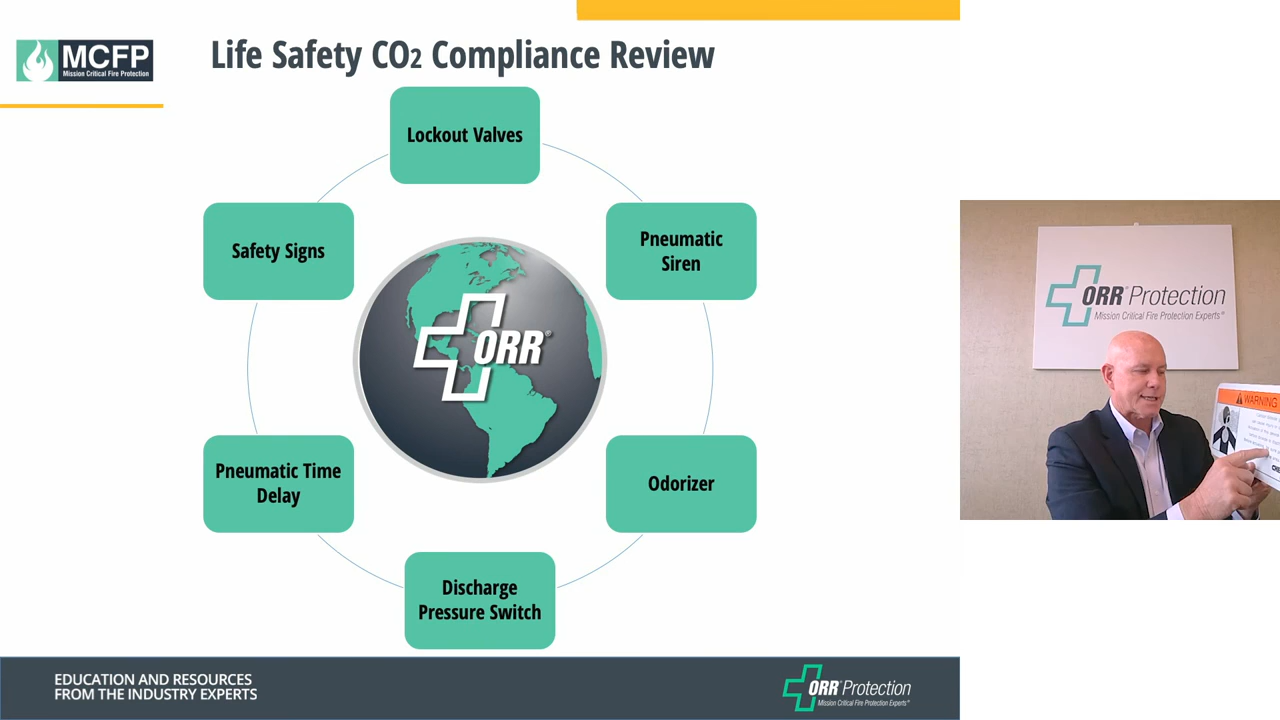 MCFP
Mission Critical Fire Protection
Life Safety CO2 Compliance Review
Lockout Valves
Safety Signs
Pneumatic
Siren
ORR®
Pneumatic Time
Delay
Odorizer
Discharge
Pressure Switch
EDUCATION AND RESOURCES
FROM THE INDUSTRY EXPERTS
ORR® Protection
Mission Critical Fire Protection Experts®
ORR® Protection
Mission Critical Fire Protection Experts®
WARNING